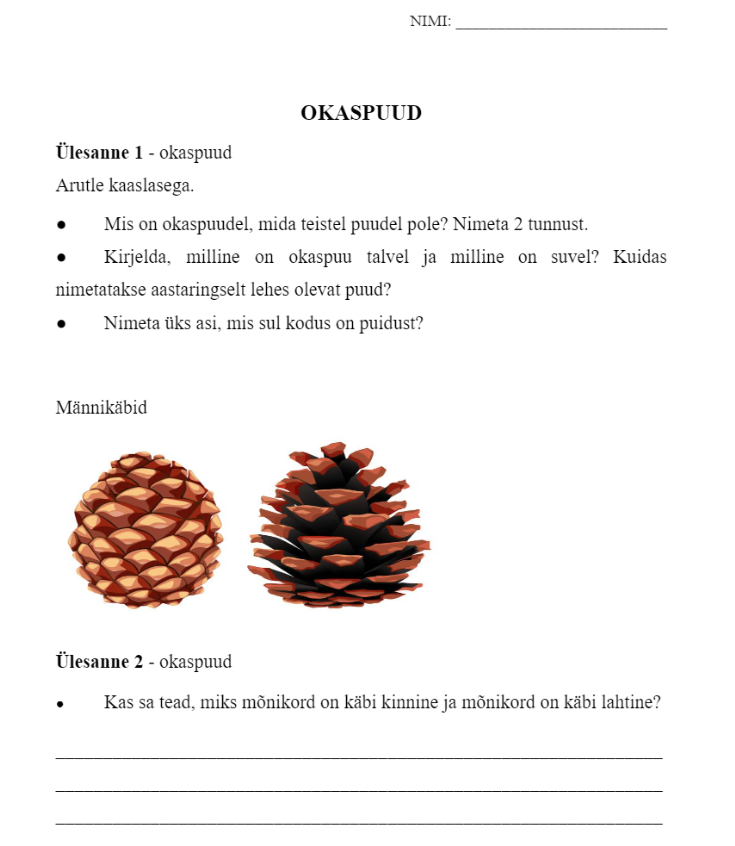 NIMI: ___________________________
OKASPUUD
Ülesanne 1 - okaspuud
Arutle kaaslasega.
● Mis on okaspuudel, mida teistel puudel pole? Nimeta 2 tunnust.
● Kirjelda, milline on okaspuu talvel ja milline on suvel? Kuidas
nimetatakse aastaringselt lehes olevat puud?
● Nimeta üks asi, mis sul kodus on puidust?
Männikäbid
Ülesanne 2 - okaspuud
● Kas sa tead, miks mõnikord on käbi kinnine ja mõnikord on käbi lahtine?